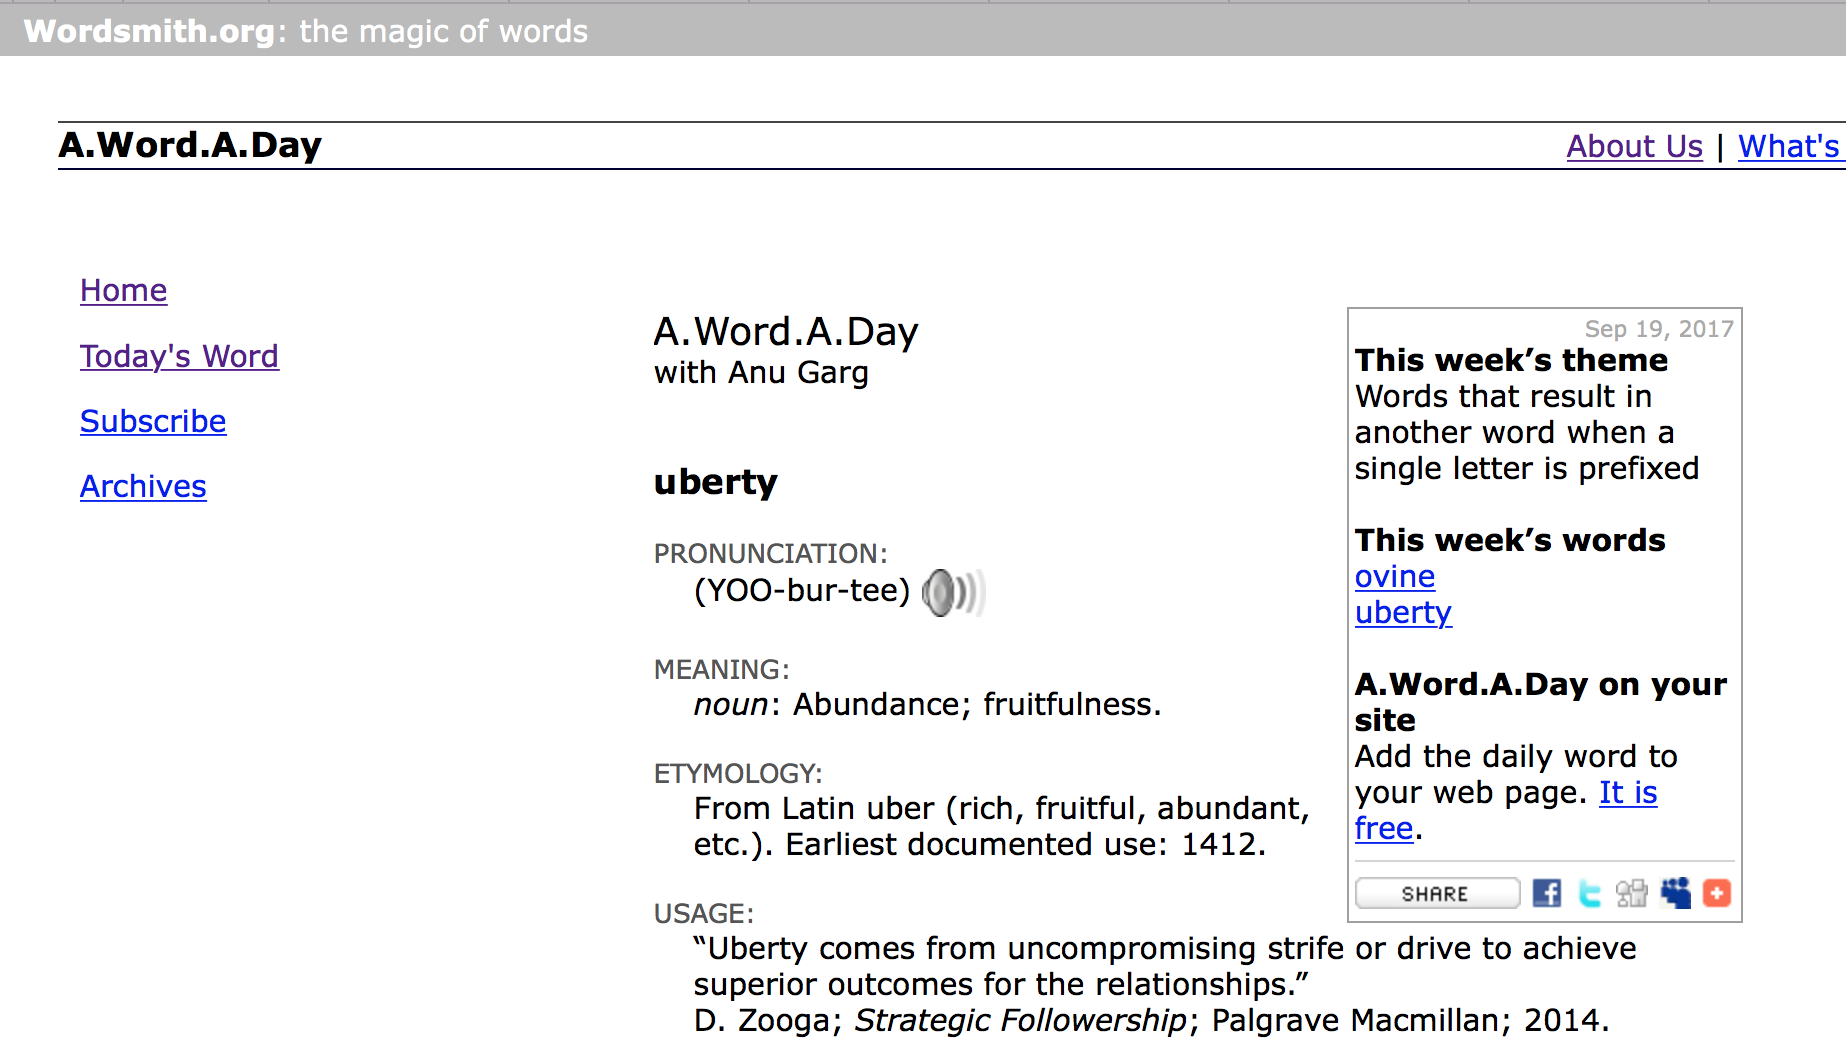 Wordsmith.org: the magic of words
A.Word.A.Day
About Us | What's
Home
Today's Word
Subscribe
Archives
A.Word.A.Day
with Anu Garg
uberty
PRONUNCIATION:
(YOO-bur-tee)
MEANING:
noun: Abundance; fruitfulness.
ETYMOLOGY:
From Latin uber (rich, fruitful, abundant,
etc.). Earliest documented use: 1412.
USAGE:
“Uberty comes from uncompromising strife or drive to achieve
superior outcomes for the relationships.”
D. Zooga; Strategic Followership; Palgrave Macmillan; 2014.
Sep 19, 2017
This week’s theme
Words that result in
another word when a
single letter is prefixed
This week’s words
ovine
uberty
A.Word.A.Day on your
site
Add the daily word to
your web page. It is
free.
SHARE